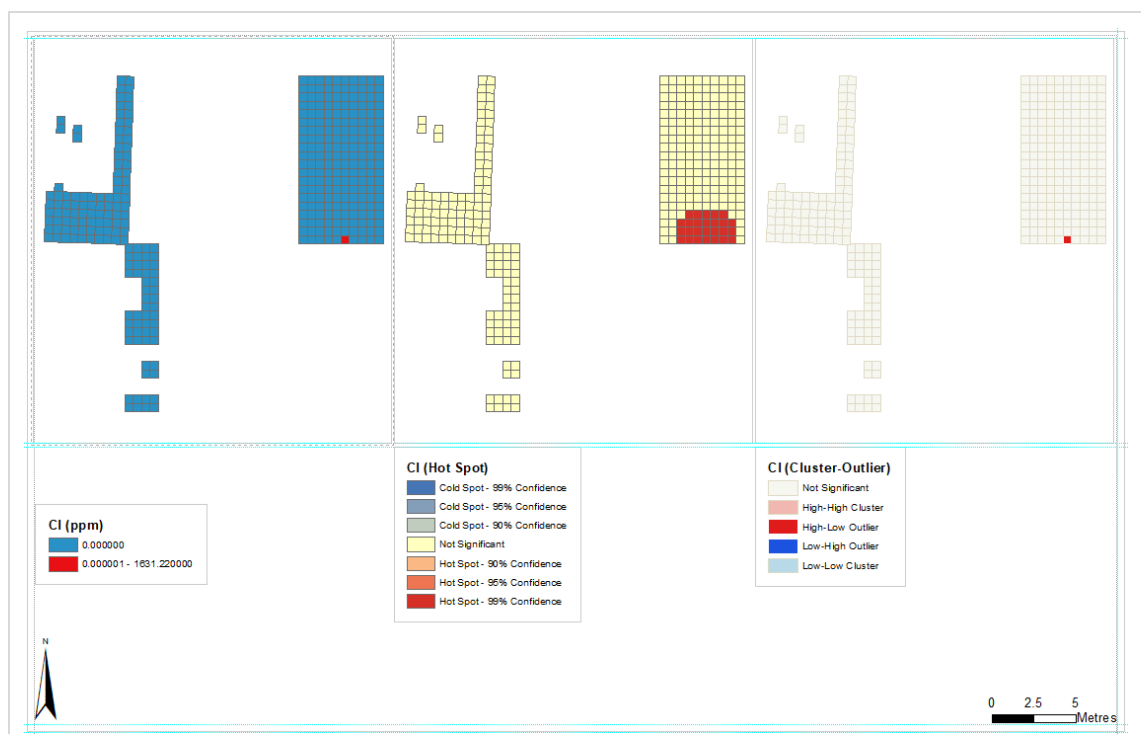 Cl (ppm)
0.000000
0.000001 - 1631.220000
Cl (Hot Spot)
Cold Spot - 99% Confidence
Cold Spot - 95% Confidence
Cold Spot - 90% Confidence
Not Significant
Hot Spot - 90% Confidence
Hot Spot - 95% Confidence
Hot Spot - 99% Confidence
Cl (Cluster-Outlier)
Not Significant
High-High Cluster
High-Low Outlier
Low-High Outlier
Low-Low Cluster
N
0 2.5 5
Metres